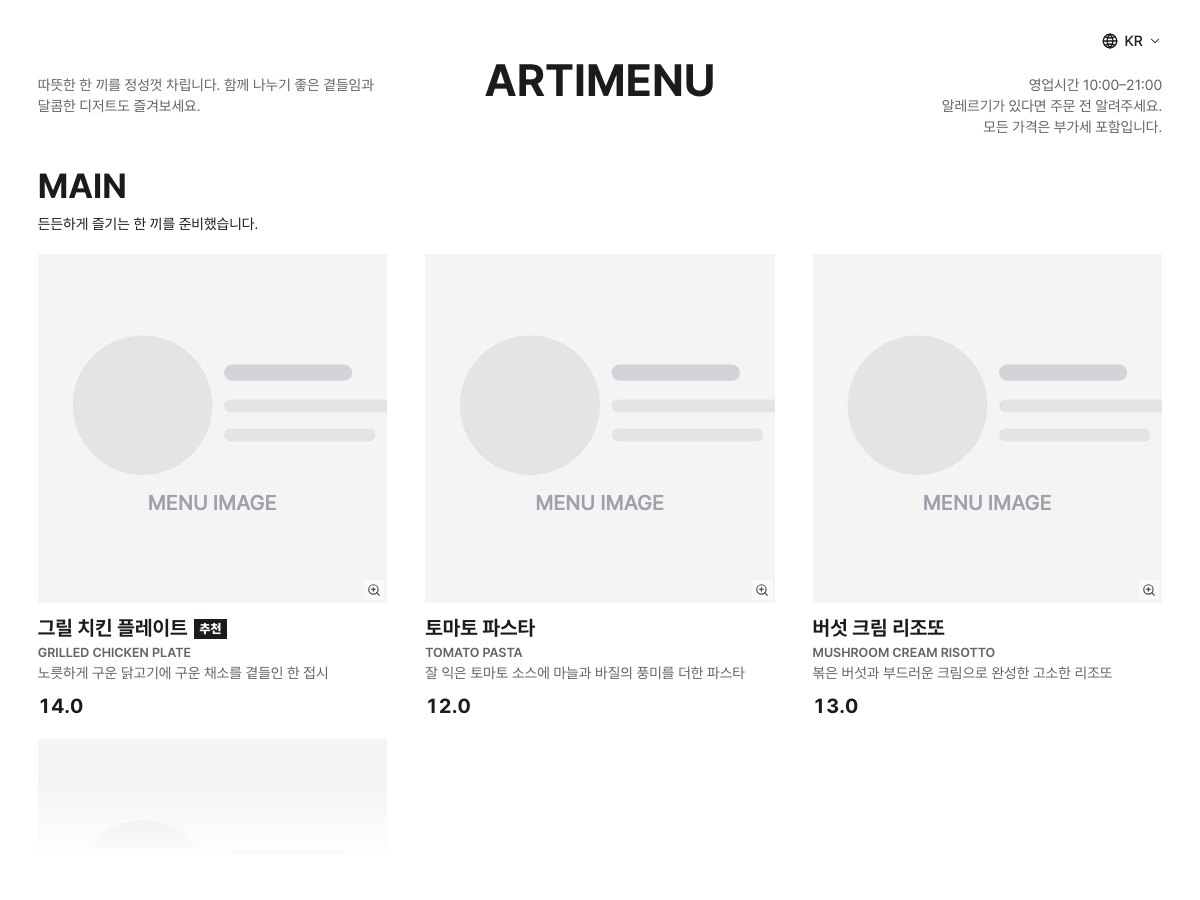 KR
따뜻한 한 끼를 정성껏 차립니다. 함께 나누기 좋은 곁들임과
달콤한 디저트도 즐겨보세요.
ARTIMENU
영업시간 10:00–21:00
알레르기가 있다면 주문 전 알려주세요.
모든 가격은 부가세 포함입니다.
MAIN
든든하게 즐기는 한 끼를 준비했습니다.
MENU IMAGE
그릴 치킨 플레이트 추천
GRILLED CHICKEN PLATE
노릇하게 구운 닭고기에 구운 채소를 곁들인 한 접시
14.0
MENU IMAGE
토마토 파스타
TOMATO PASTA
잘 익은 토마토 소스에 마늘과 바질의 풍미를 더한 파스타
12.0
MENU IMAGE
버섯 크림 리조또
MUSHROOM CREAM RISOTTO
볶은 버섯과 부드러운 크림으로 완성한 고소한 리조또
13.0